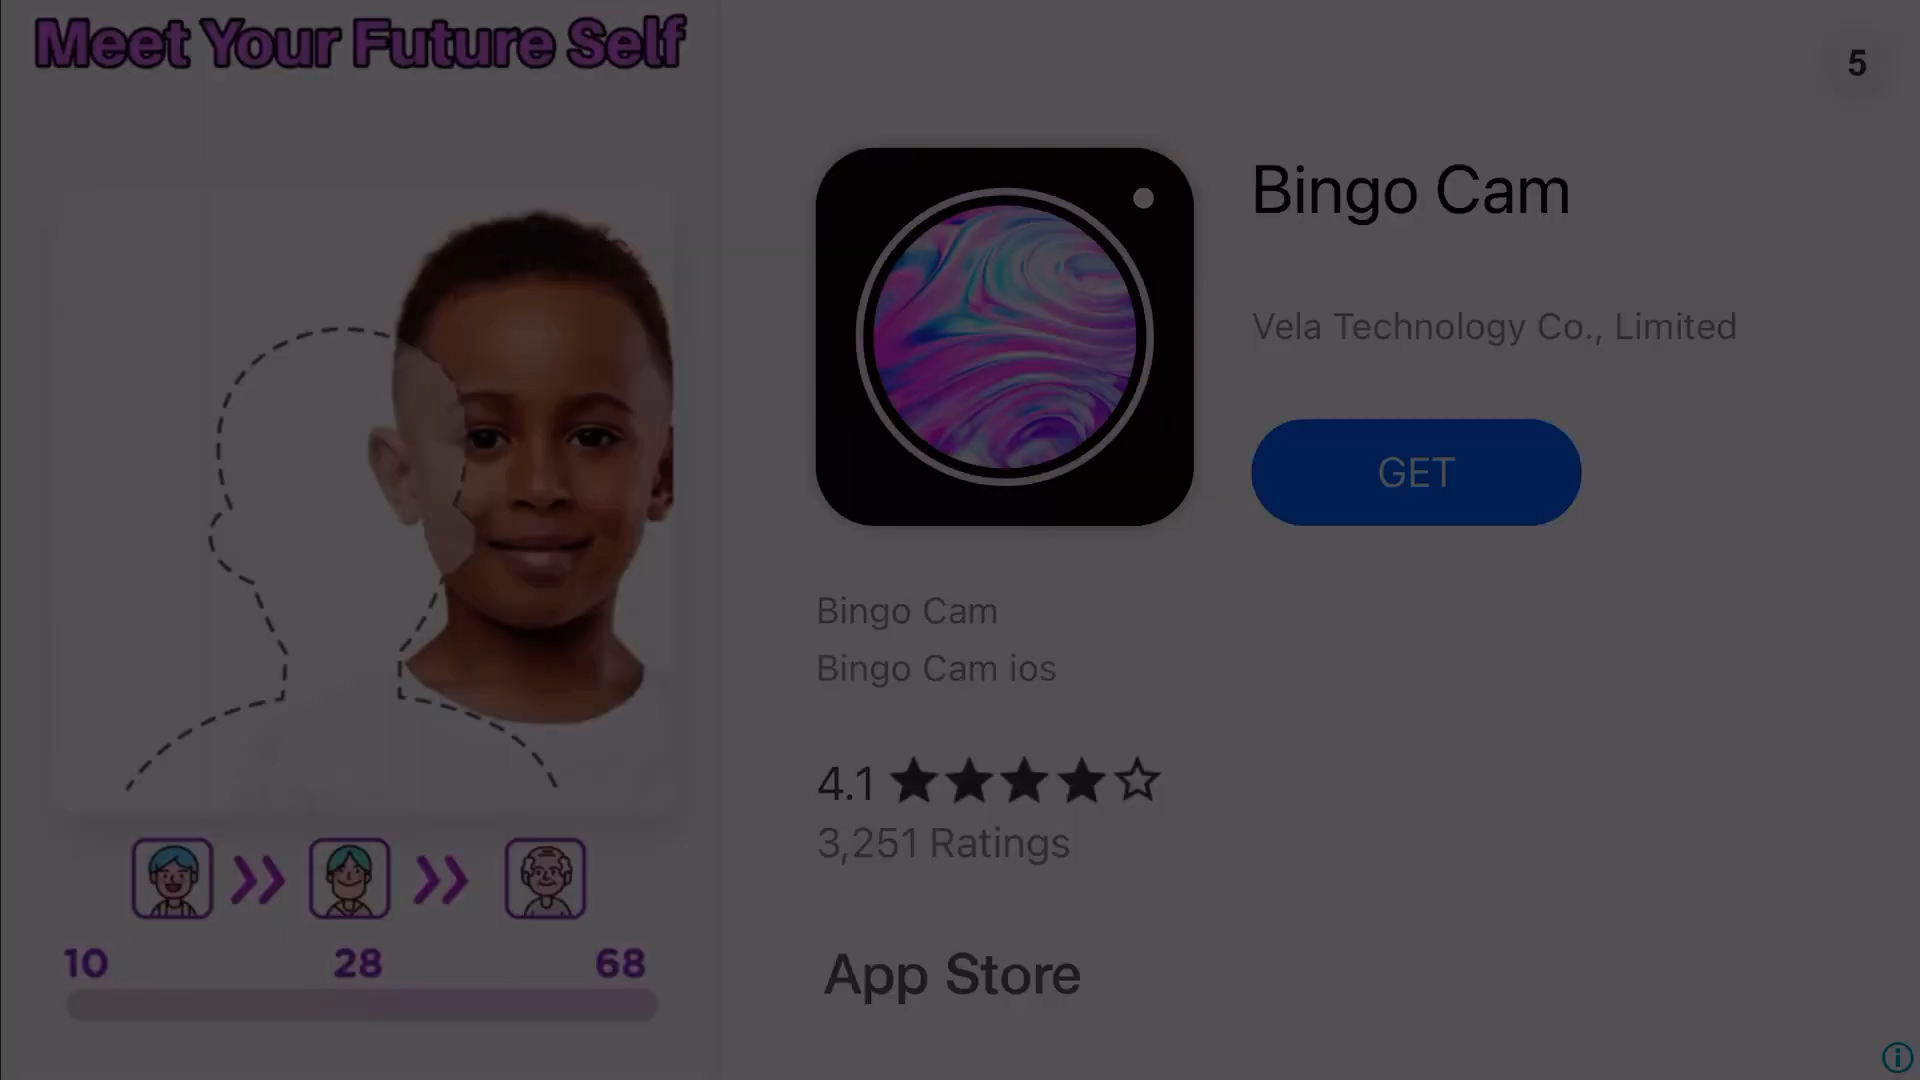 Meet Your Future Self
5
Bingo Cam
Vela Technology Co., Limited
GET
Bingo Cam
Bingo Cam ios
4.1
3,251 Ratings
10 28 68
App Store